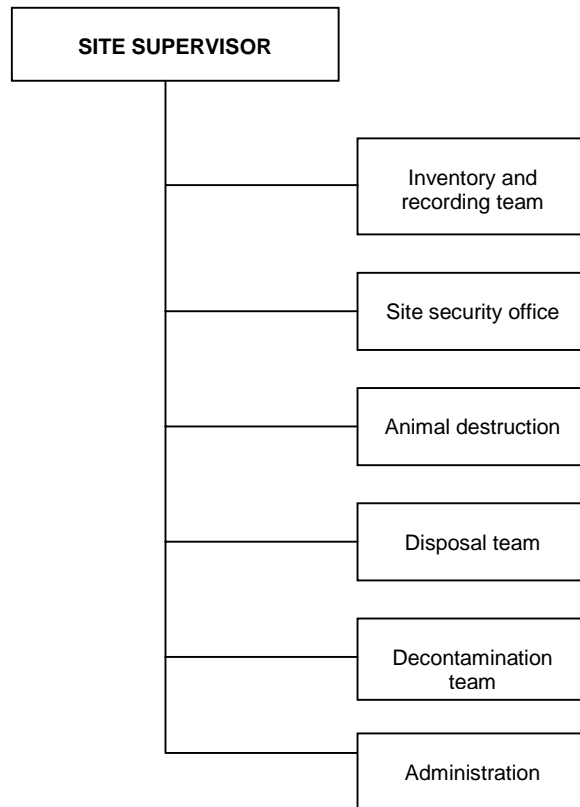 SITE SUPERVISOR
Inventory and
recording team
Site security office
Animal destruction
Disposal team
Decontamination
team
Administration